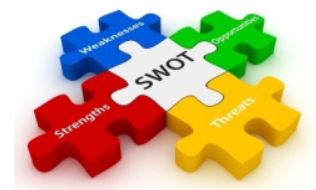 Weaknesses
Opportunities
SWOT
Strengths
Threats